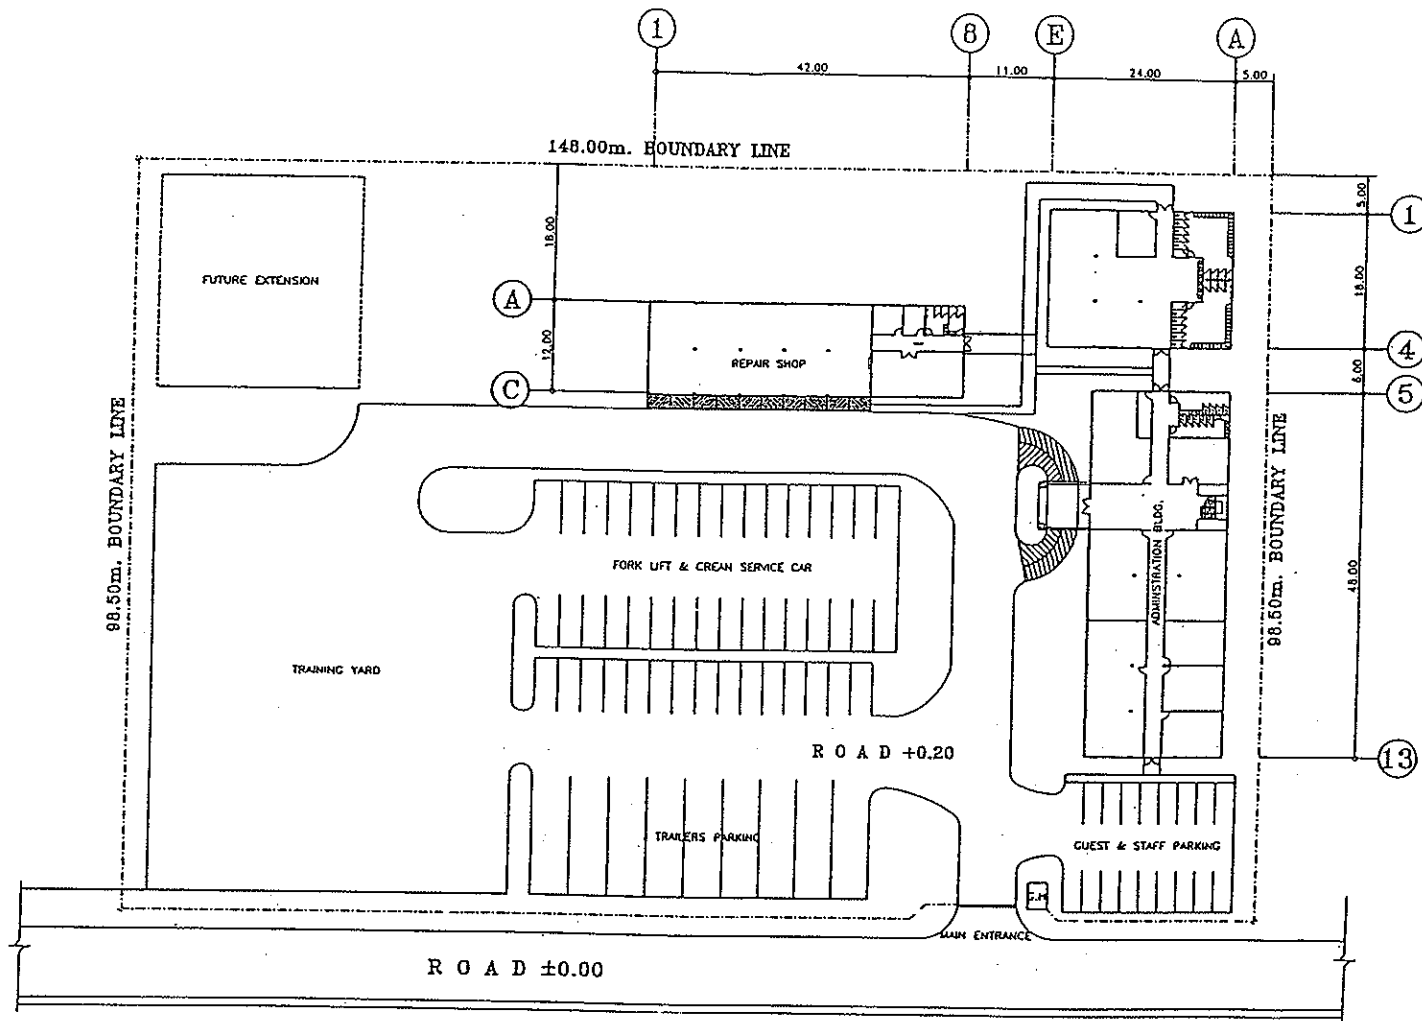 1
8
E
A
42.00
11.00
24.00
5.00
148.00m. BOUNDARY LINE
5.00
1
18.00
18.00
FUTURE EXTENSION
A
4
12.00
REPAIR SHOP
6.00
C
5
98.50m. BOUNDARY LINE
98.50m. BOUNDARY LINE
FORK LIFT & CREAN SERVICE CAR
ADMINSTRATION BLDG.
48.00
TRAINING YARD
ROAD +0.20
13
TRAILERS PARKING
GUEST & STAFF PARKING
G.H
MAIN ENTRANCE
ROAD ±0.00